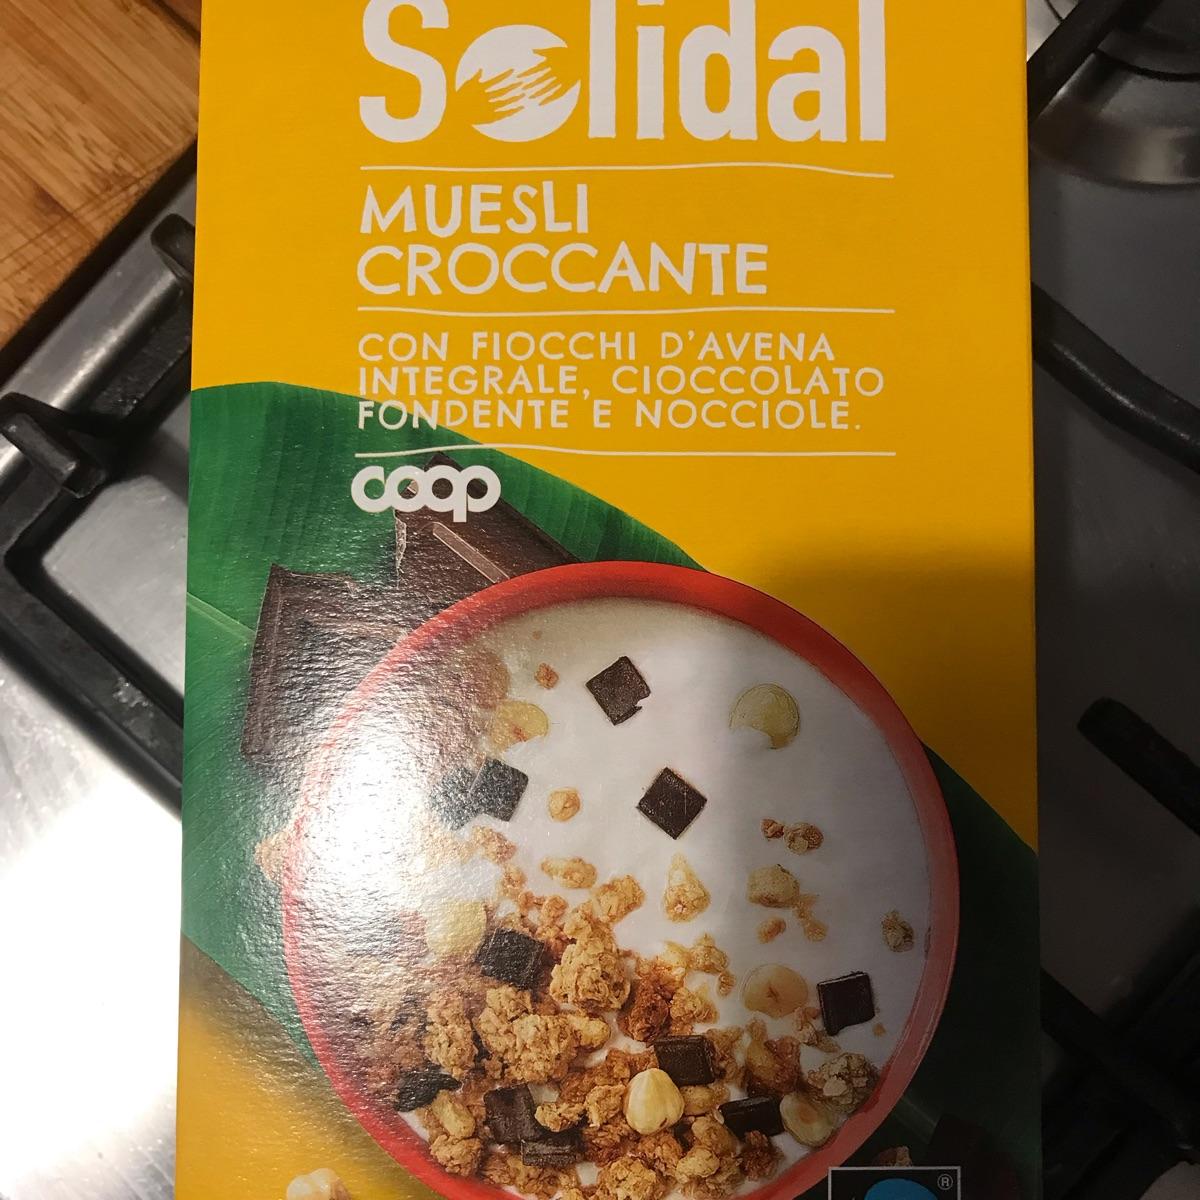 Solidal
MUESLI
CROCCANTE
CON FIOCCHI D'AVENA
INTEGRALE, CIOCCOLATO
FONDENTE E NOCCIOLE.
coop
®